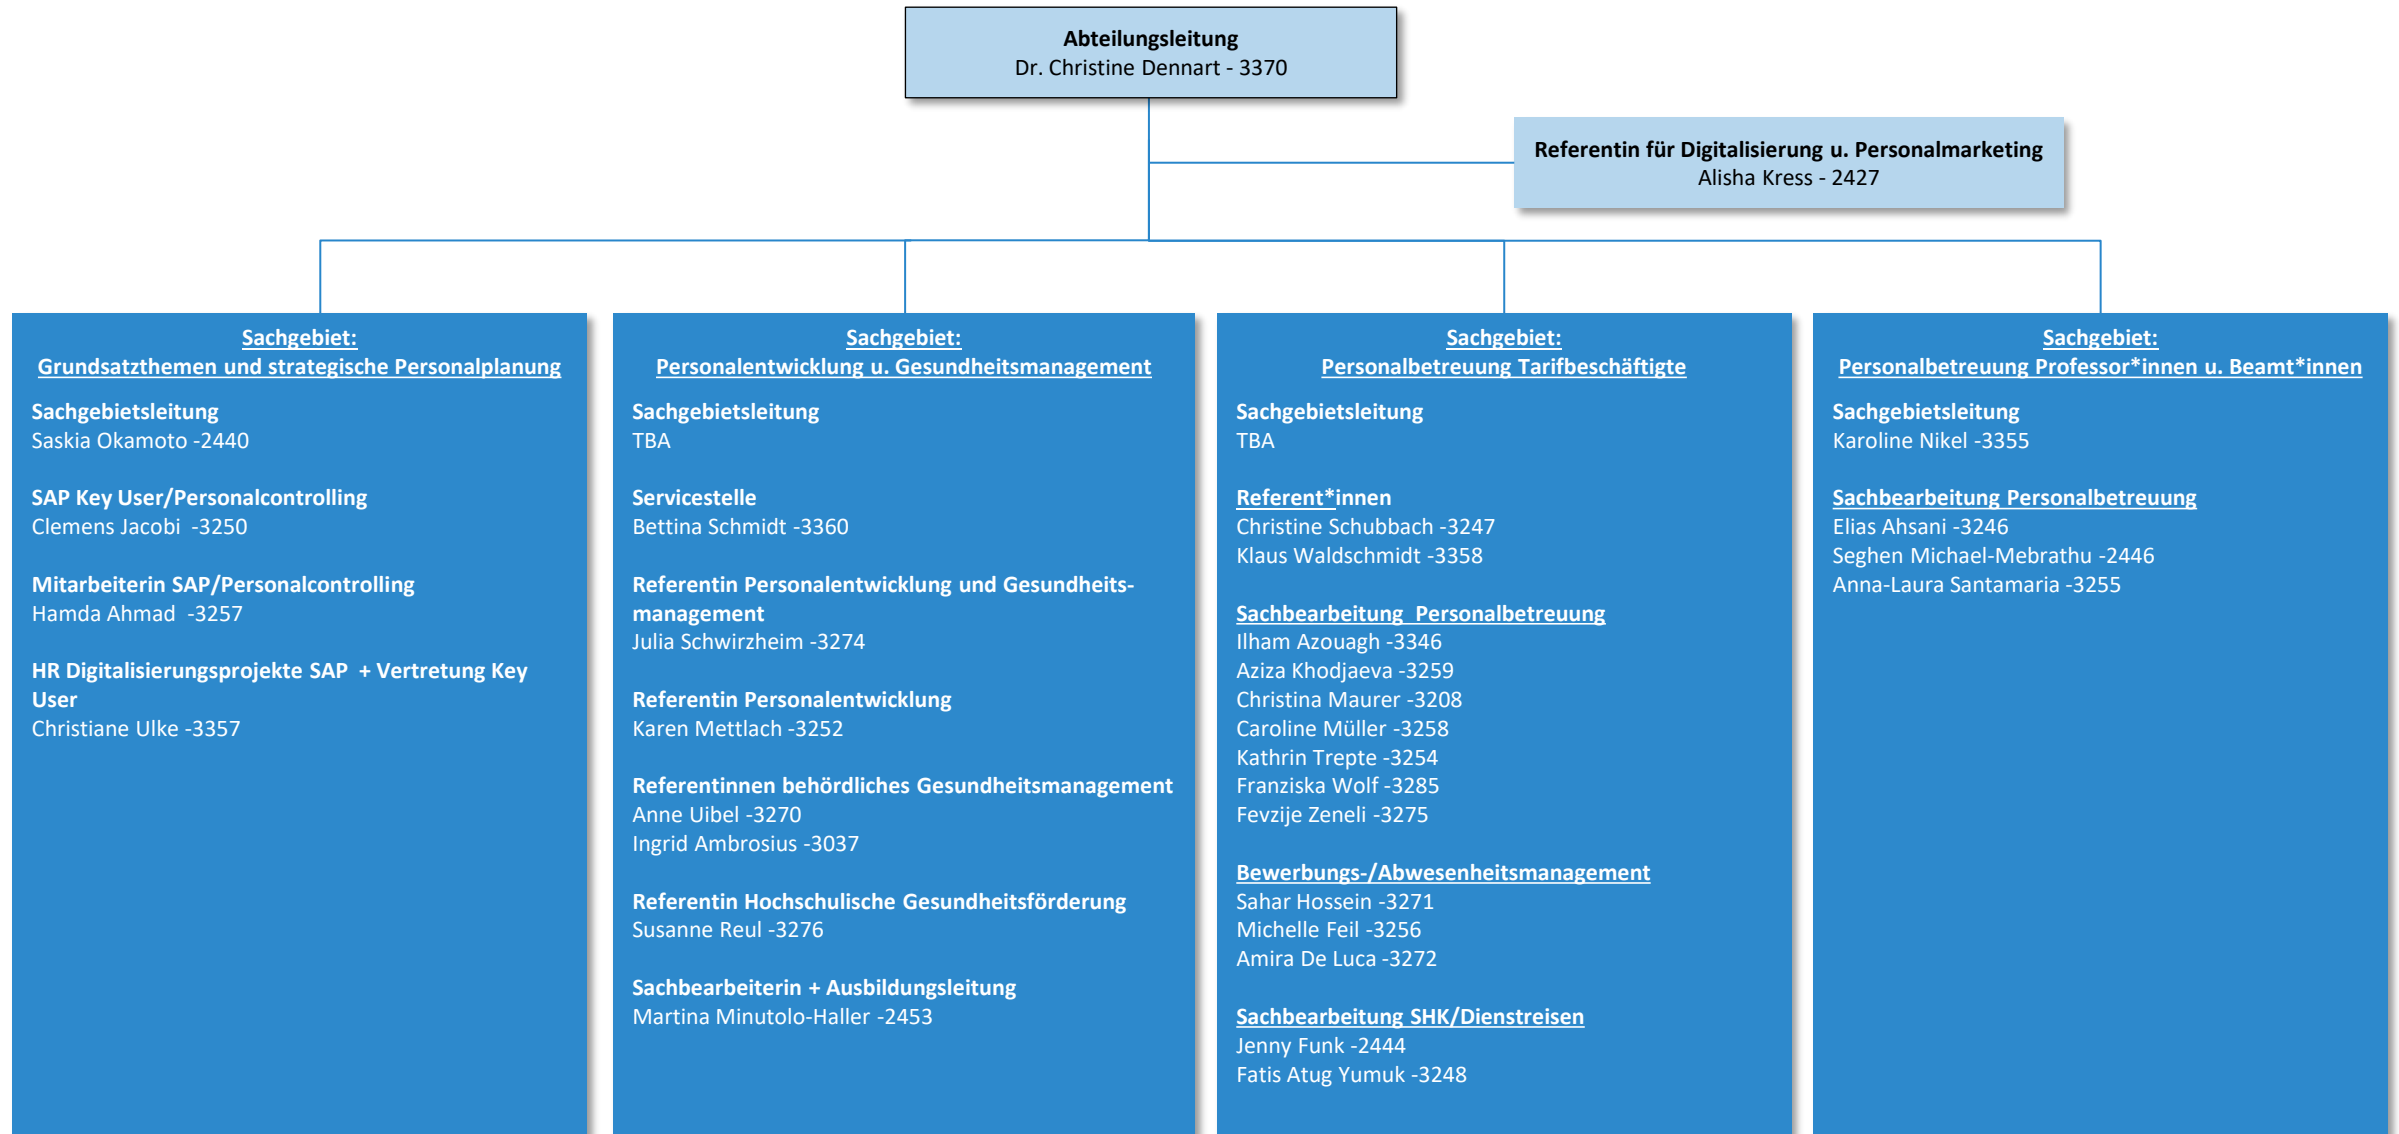 Abteilungsleitung
Dr. Christine Dennart - 3370
Referentin für Digitalisierung u. Personalmarketing
Alisha Kress - 2427
Sachgebiet:
Grundsatzthemen und strategische Personalplanung
Sachgebietsleitung
Saskia Okamoto -2440
SAP Key User/Personalcontrolling
Clemens Jacobi -3250
Mitarbeiterin SAP/Personalcontrolling
Hamda Ahmad -3257
HR Digitalisierungsprojekte SAP + Vertretung Key
User
Christiane Ulke -3357
Sachgebiet:
Personalentwicklung u. Gesundheitsmanagement
Sachgebietsleitung
TBA
Servicestelle
Bettina Schmidt -3360
Referentin Personalentwicklung und Gesundheits-
management
Julia Schwirzheim -3274
Referentin Personalentwicklung
Karen Mettlach -3252
Referentinnen behördliches Gesundheitsmanagement
Anne Uibel -3270
Ingrid Ambrosius -3037
Referentin Hochschulische Gesundheitsförderung
Susanne Reul -3276
Sachbearbeiterin + Ausbildungsleitung
Martina Minutolo-Haller -2453
Sachgebiet:
Personalbetreuung Tarifbeschäftigte
Sachgebietsleitung
TBA
Referent*innen
Christine Schubbach -3247
Klaus Waldschmidt -3358
Sachbearbeitung Personalbetreuung
Ilham Azouagh -3346
Aziza Khodjaeva -3259
Christina Maurer -3208
Caroline Müller -3258
Kathrin Trepte -3254
Franziska Wolf -3285
Fevzije Zeneli -3275
Bewerbungs-/Abwesenheitsmanagement
Sahar Hossein -3271
Michelle Feil -3256
Amira De Luca -3272
Sachbearbeitung SHK/Dienstreisen
Jenny Funk -2444
Fatis Atug Yumuk -3248
Sachgebiet:
Personalbetreuung Professor*innen u. Beamt*innen
Sachgebietsleitung
Karoline Nikel -3355
Sachbearbeitung Personalbetreuung
Elias Ahsani -3246
Seghen Michael-Mebrathu -2446
Anna-Laura Santamaria -3255